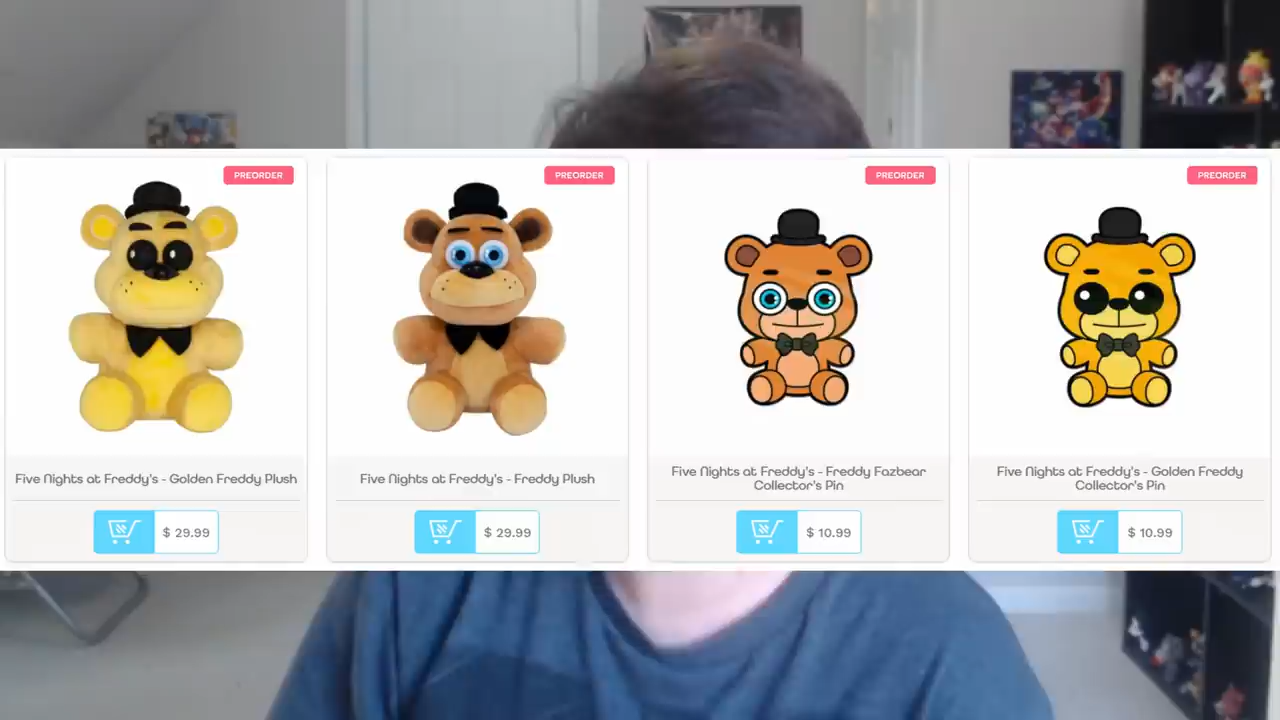 PREORDER
PREORDER
PREORDER
PREORDER
Five Nights at Freddy's - Golden Freddy Plush
Five Nights at Freddy's - Freddy Plush
Five Nights at Freddy's - Freddy Fazbear
Collector's Pin
Five Nights at Freddy's - Golden Freddy
Collector's Pin
$ 29.99
$ 29.99
$ 10.99
$ 10.99